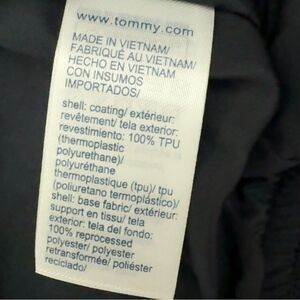 www.tommy.com
MADE IN VIETNAM/
FABRIQUÉ AU VIETNAM/
HECHO EN VIETNAM
CON INSUMOS
IMPORTADOS/
shell: coating/ extérieur:
revêtement/ tela exterior:
revestimiento: 100% TPU
(thermoplastic
polyurethane)/
polyuréthane
thermoplastique (tpu)/ tpu
(poliuretano termoplástico)/
shell: base fabric/ extérieur:
support en tissu/ tela
exterior: tela del fondo:
100% reprocessed
polyester/ polyester
retransformée/ poliéster
reciclado/